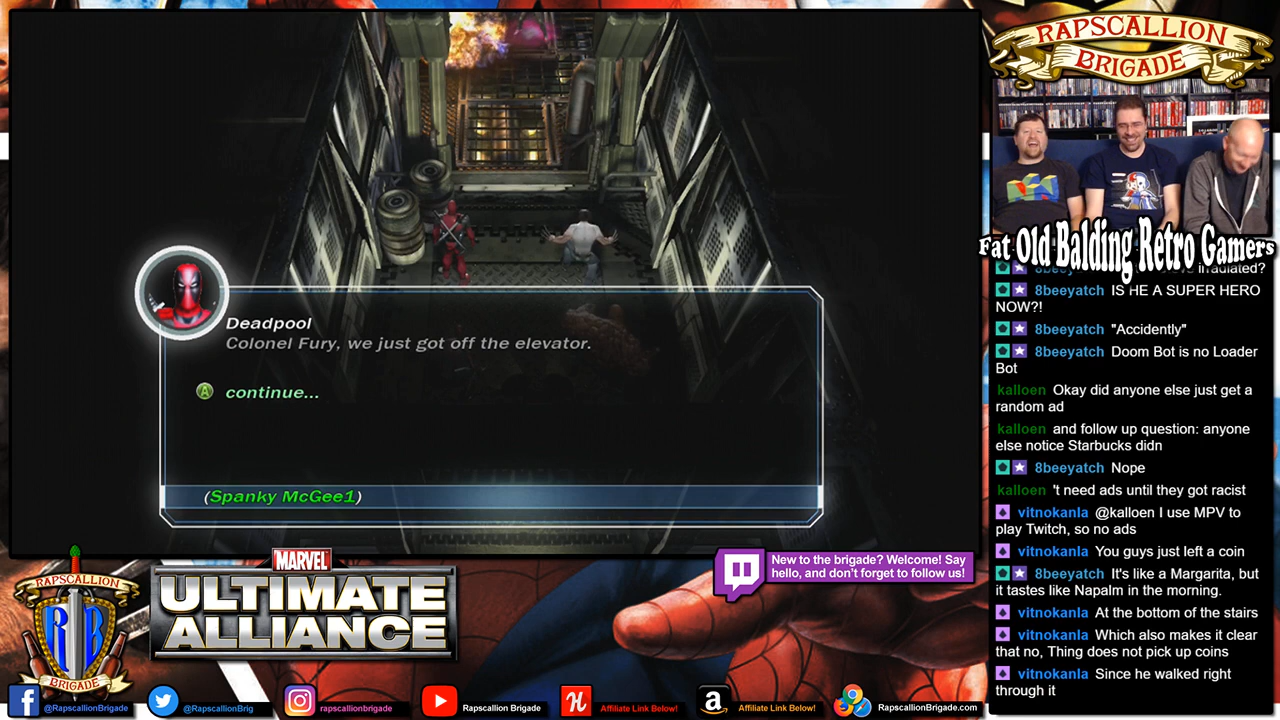 Deadpool
Colonel Fury, we just got off the elevator.
A continue...
(Spanky McGee1)
RAPSCALLION
BRIGADE
Fat Old Balding Retro Gamers
8beeyatch irradiated?
8beeyatch IS HE A SUPER HERO
NOW?!
8beeyatch "Accidently"
8beeyatch Doom Bot is no Loader
Bot
kalloen Okay did anyone else just get a
random ad
kalloen and follow up question: anyone
else notice Starbucks didn
8beeyatch Nope
kalloen 't need ads until they got racist
vitnokanla @kalloen I use MPV to
play Twitch, so no ads
vitnokanla You guys just left a coin
8beeyatch It's like a Margarita, but
it tastes like Napalm in the morning.
vitnokanla At the bottom of the stairs
vitnokanla Which also makes it clear
that no, Thing does not pick up coins
vitnokanla Since he walked right
through it
New to the brigade? Welcome! Say
hello, and don't forget to follow us!
RAPSCALLION
RB
BRIGADE
MARVEL
ULTIMATE
ALLIANCE
@RapscallionBrigade
@RapscallionBrig
rapscallionbrigade
Rapscallion Brigade
Affiliate Link Below!
Affiliate Link Below!
RapscallionBrigade.com